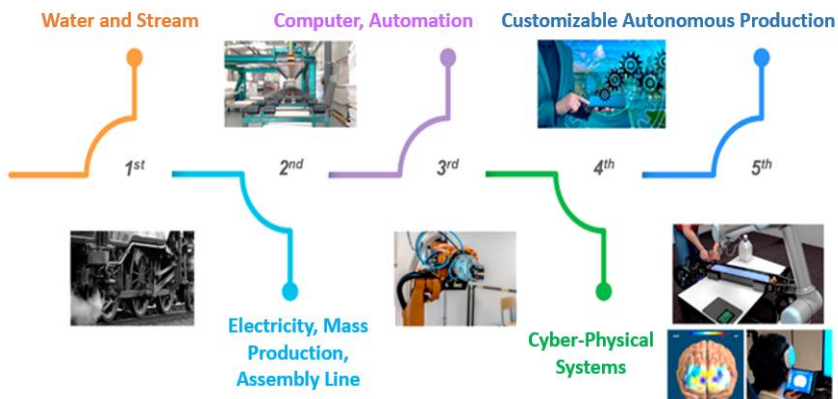 Water and Stream
Computer, Automation
Customizable Autonomous Production
1st
2nd
3rd
4th
5th
Electricity, Mass
Production,
Assembly Line
Cyber-Physical
Systems